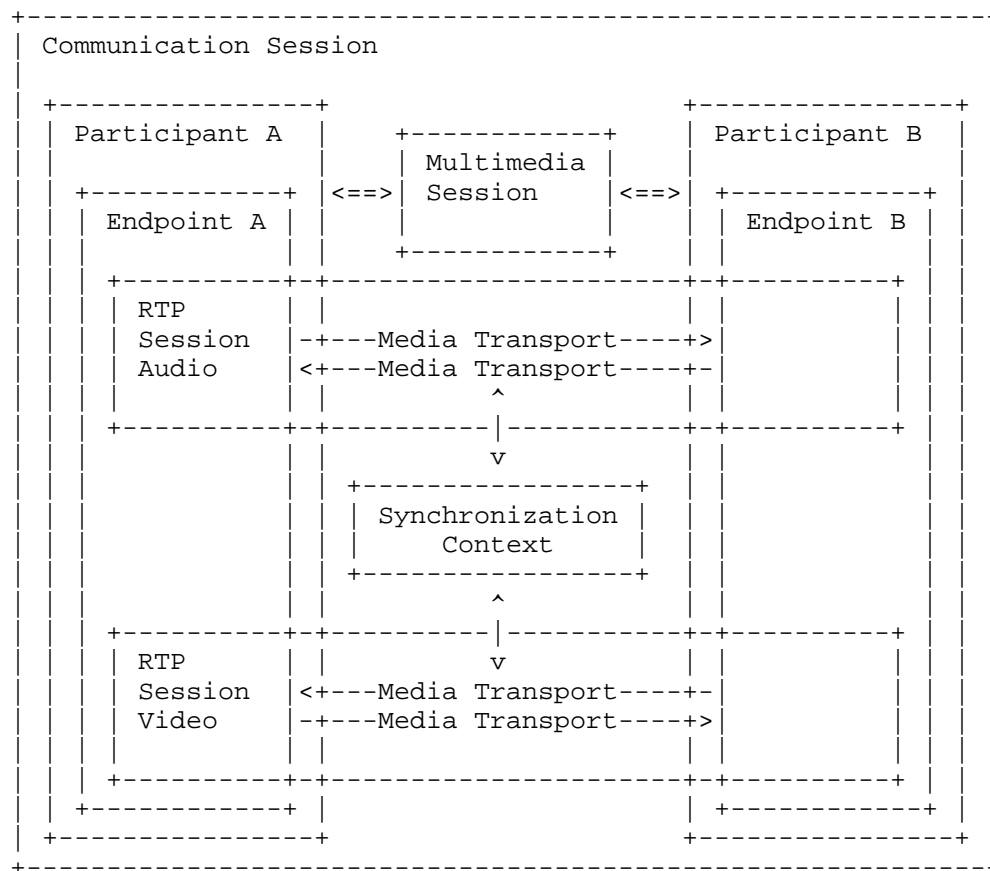 Communication Session
Participant A Participant B
Multimedia
Session
Endpoint A Endpoint B
RTP
Session -+---Media Transport----+>
Audio <+---Media Transport----+-
^
v
Synchronization
Context
^
RTP v
Session <+---Media Transport----+-
Video -+---Media Transport----+>